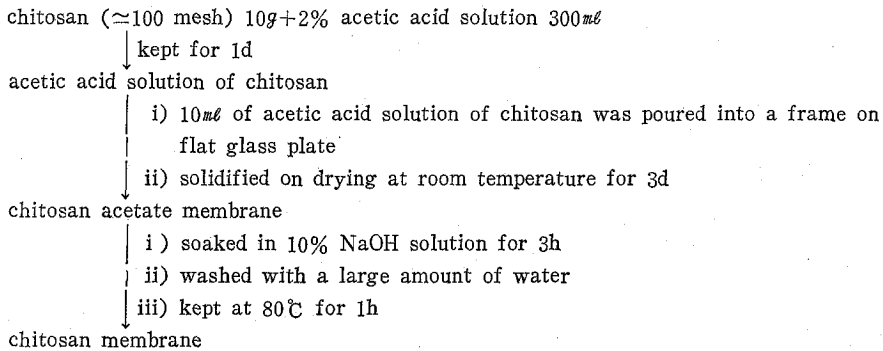 chitosan (≃100 mesh) 10g+2% acetic acid solution 300mℓ
kept for 1d
acetic acid solution of chitosan
i) 10mℓ of acetic acid solution of chitosan was poured into a frame on
flat glass plate
ii) solidified on drying at room temperature for 3d
chitosan acetate membrane
i ) soaked in 10% NaOH solution for 3h
ii) washed with a large amount of water
iii) kept at 80℃ for 1h
chitosan membrane